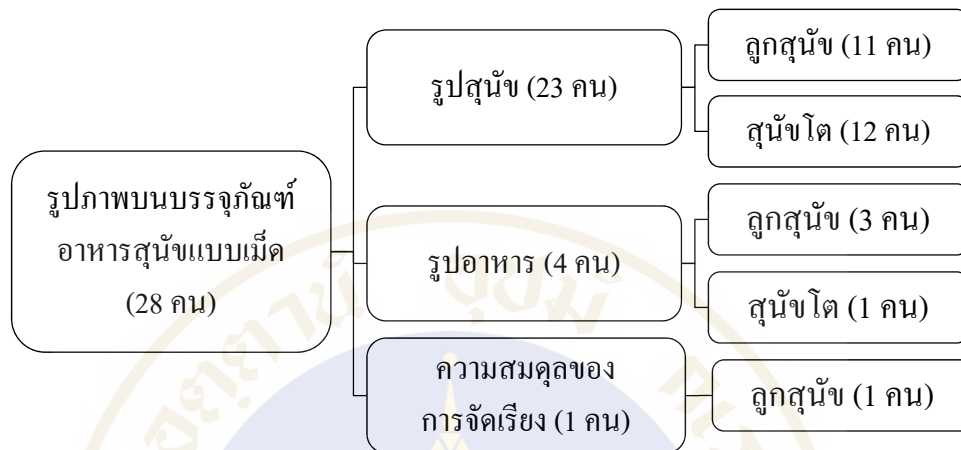 รูปภาพบนบรรจุภัณฑ์
อาหารสุนัขแบบเม็ด
(28 คน)
รูปสุนัข (23 คน)
ลูกสุนัข (11 คน)
สุนัขโต (12 คน)
รูปอาหาร (4 คน)
ลูกสุนัข (3 คน)
สุนัขโต (1 คน)
ความสมดุลของ
การจัดเรียง (1 คน)
ลูกสุนัข (1 คน)